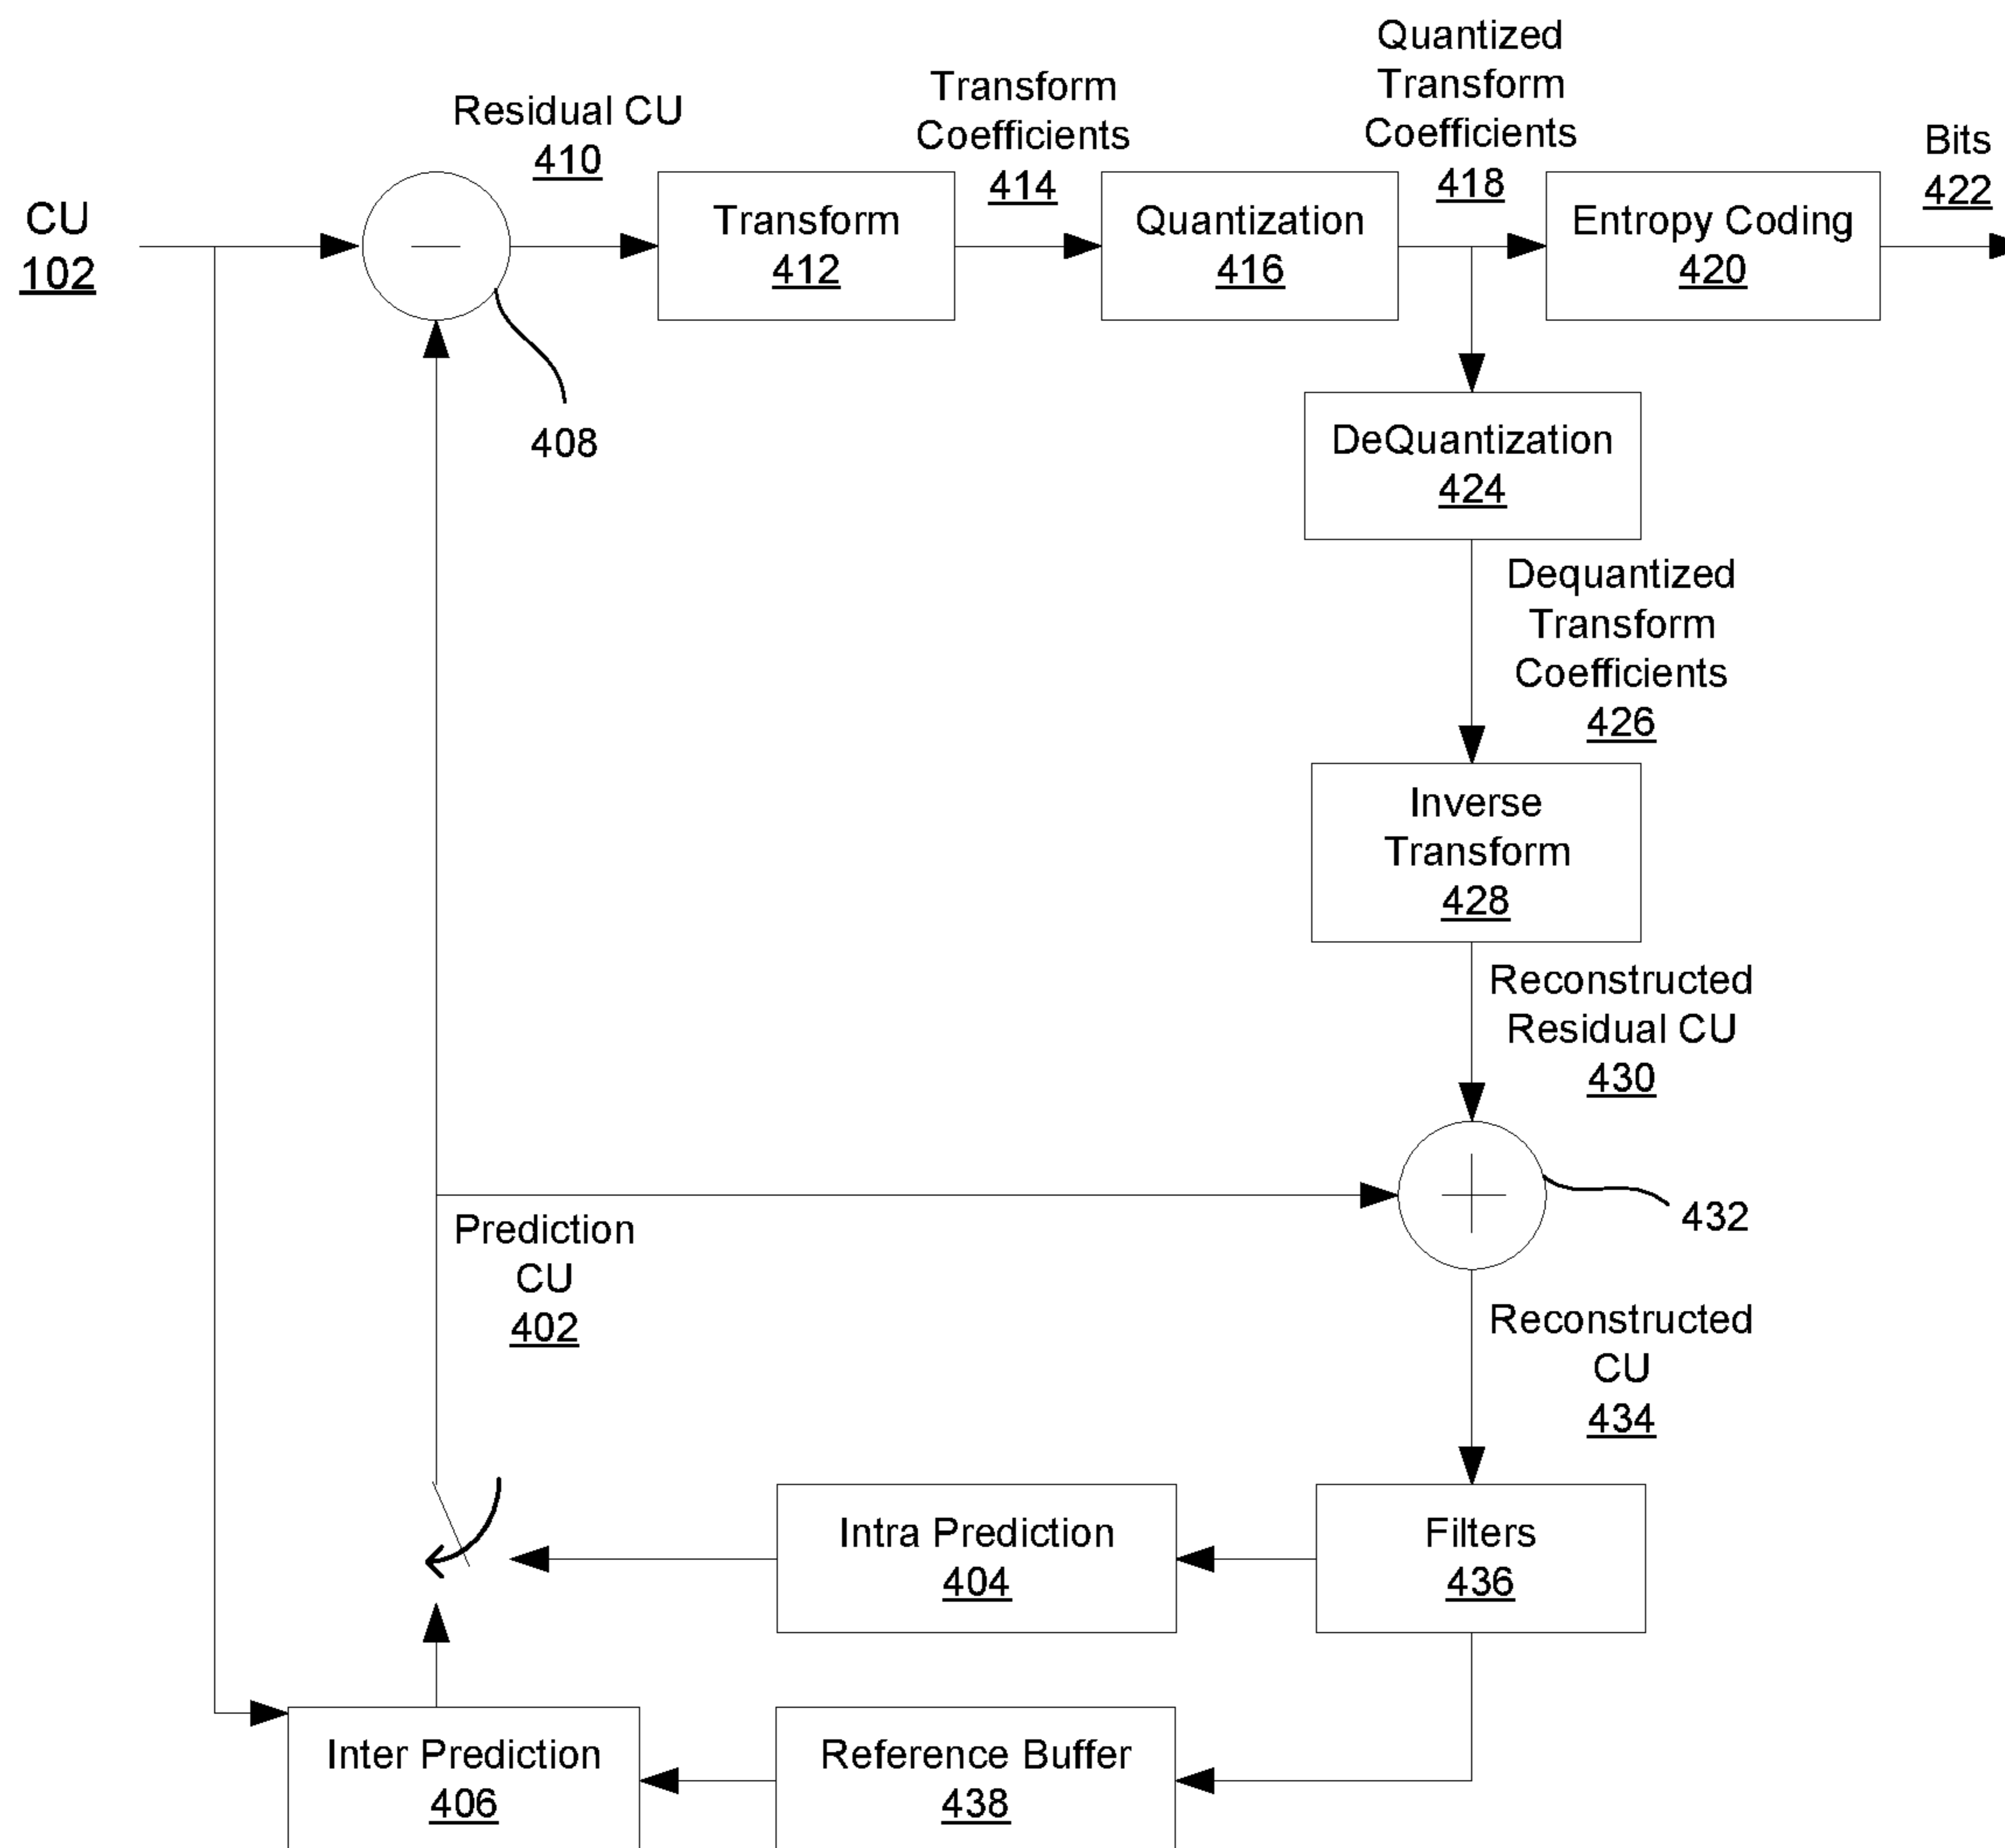 CU
102
Residual CU
410
Transform
412
Transform
Coefficients
414
Quantization
416
Quantized
Transform
Coefficients
418
Entropy Coding
420
Bits
422
408
DeQuantization
424
Dequantized
Transform
Coefficients
426
Inverse
Transform
428
Reconstructed
Residual CU
430
432
Prediction
CU
402
Reconstructed
CU
434
Intra Prediction
404
Filters
436
Inter Prediction
406
Reference Buffer
438